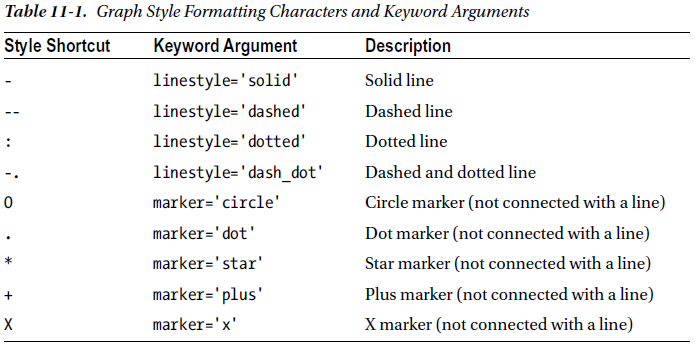 Table 11-1. Graph Style Formatting Characters and Keyword Arguments
Style Shortcut Keyword Argument Description
- linestyle='solid' Solid line
-- linestyle='dashed' Dashed line
: linestyle='dotted' Dotted line
-. linestyle='dash_dot' Dashed and dotted line
O marker='circle' Circle marker (not connected with a line)
. marker='dot' Dot marker (not connected with a line)
* marker='star' Star marker (not connected with a line)
+ marker='plus' Plus marker (not connected with a line)
X marker='x' X marker (not connected with a line)